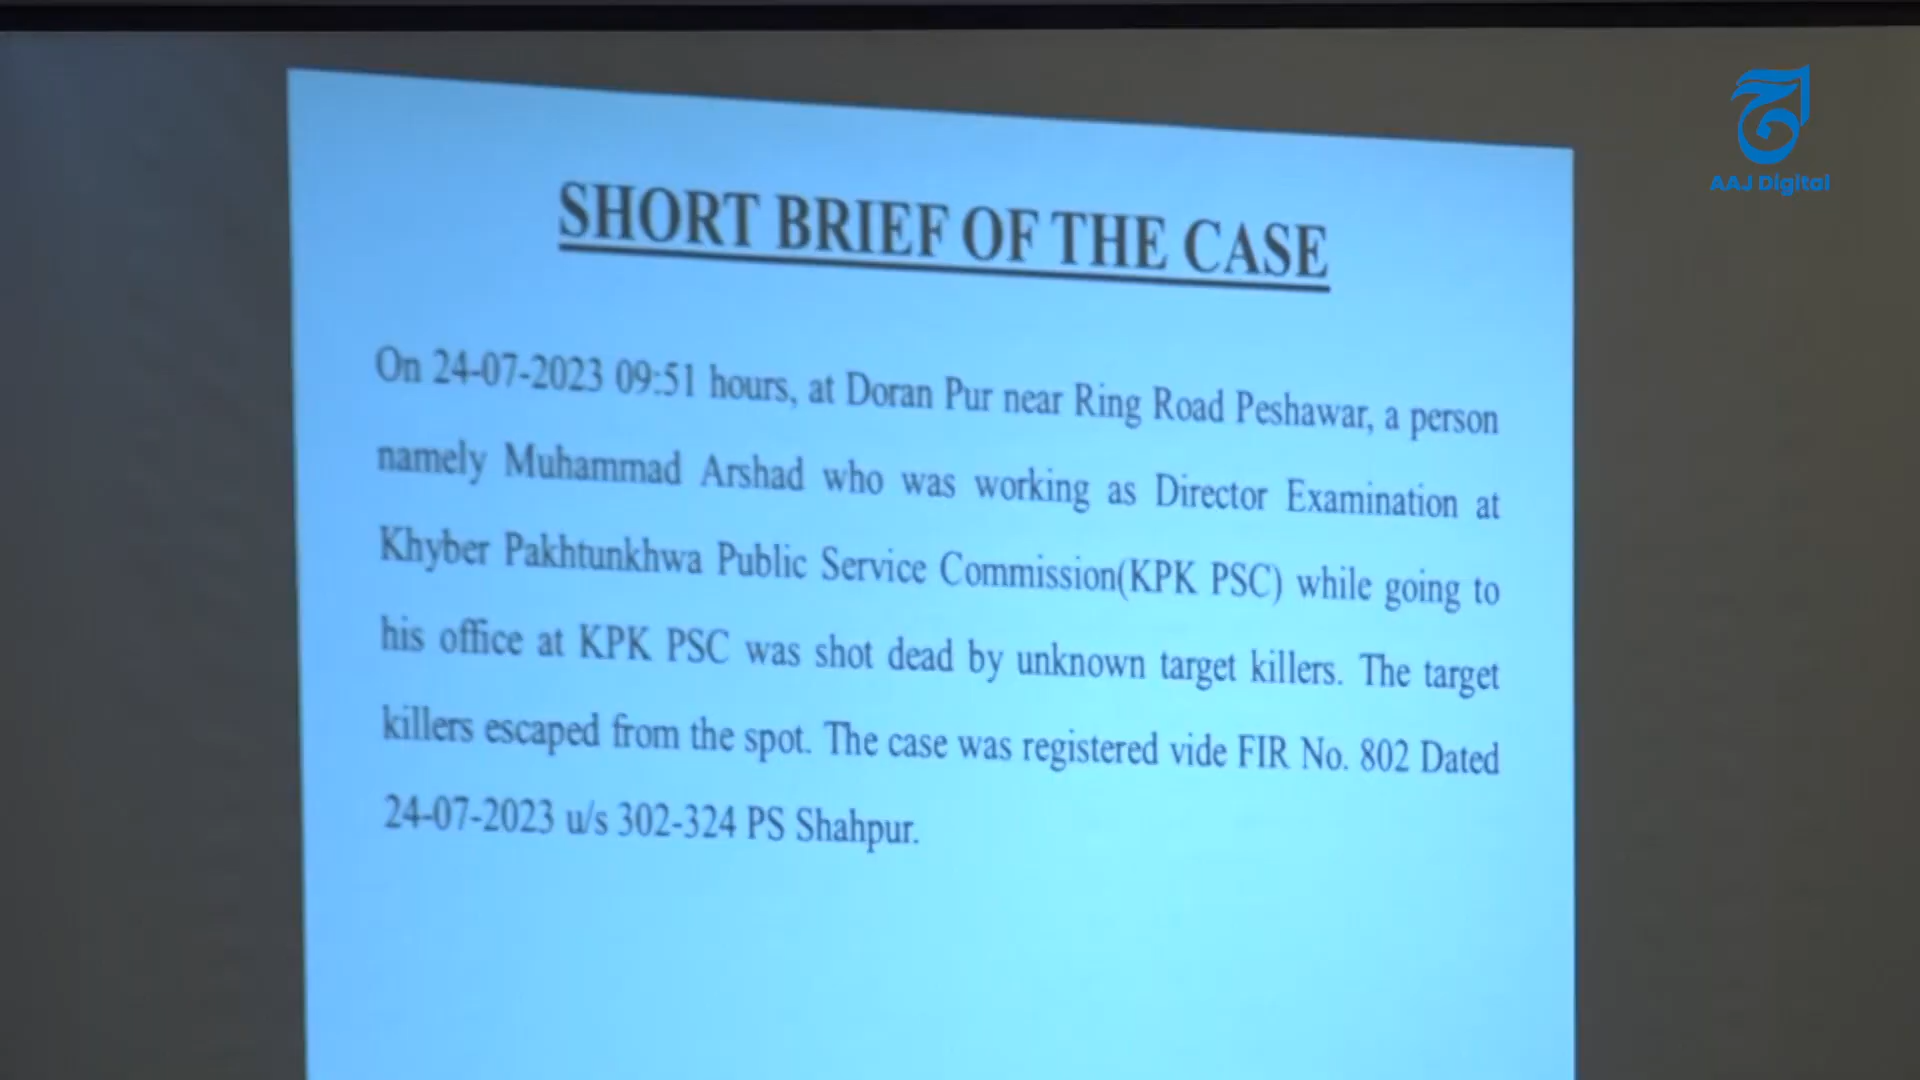 آج
AAJ Digital
SHORT BRIEF OF THE CASE
On 24-07-2023 09:51 hours, at Doran Pur near Ring Road Peshawar, a person
namely Muhammad Arshad who was working as Director Examination at
Khyber Pakhtunkhwa Public Service Commission(KPK PSC) while going to
his office at KPK PSC was shot dead by unknown target killers. The target
killers escaped from the spot. The case was registered vide FIR No. 802 Dated
24-07-2023 u/s 302-324 PS Shahpur.